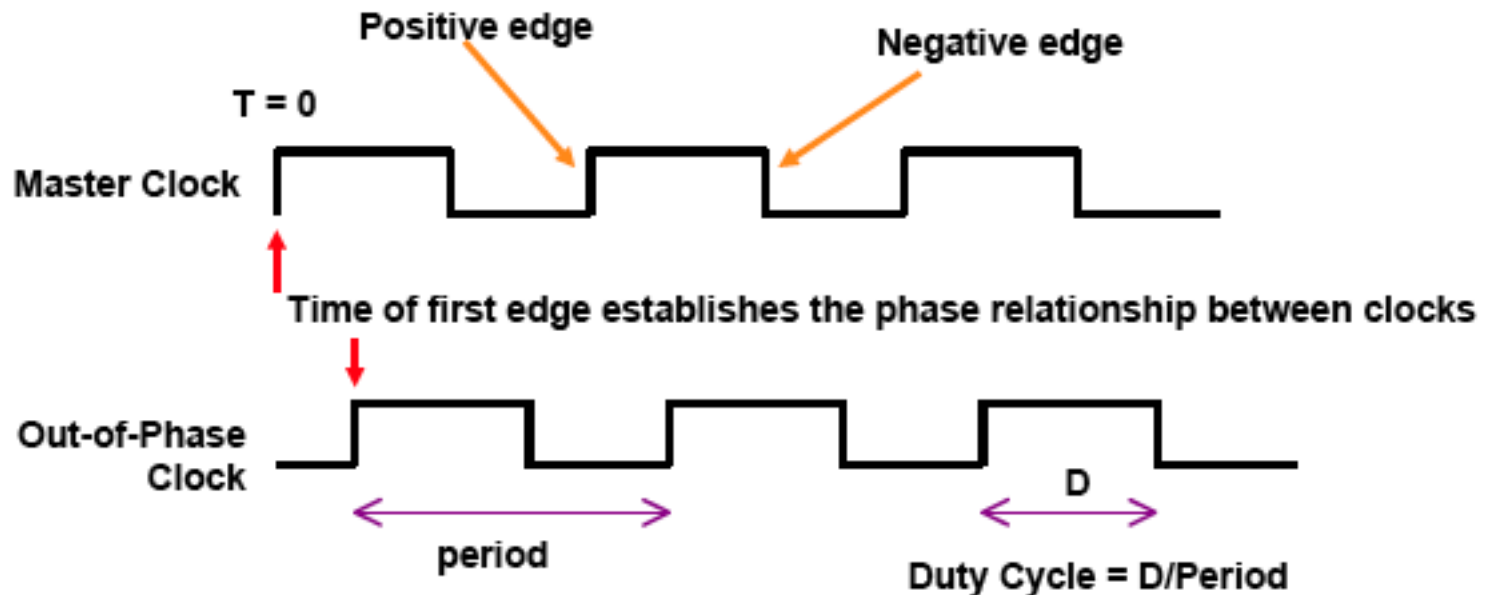 Positive edge
Negative edge
T = 0
Master Clock
Time of first edge establishes the phase relationship between clocks
Out-of-Phase
Clock
D
period
Duty Cycle = D/Period